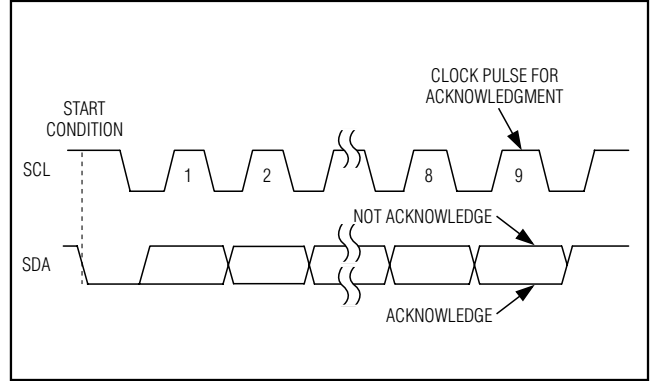 CLOCK PULSE FOR
ACKNOWLEDGMENT
START
CONDITION
SCL
1
2
8
9
NOT ACKNOWLEDGE
SDA
ACKNOWLEDGE